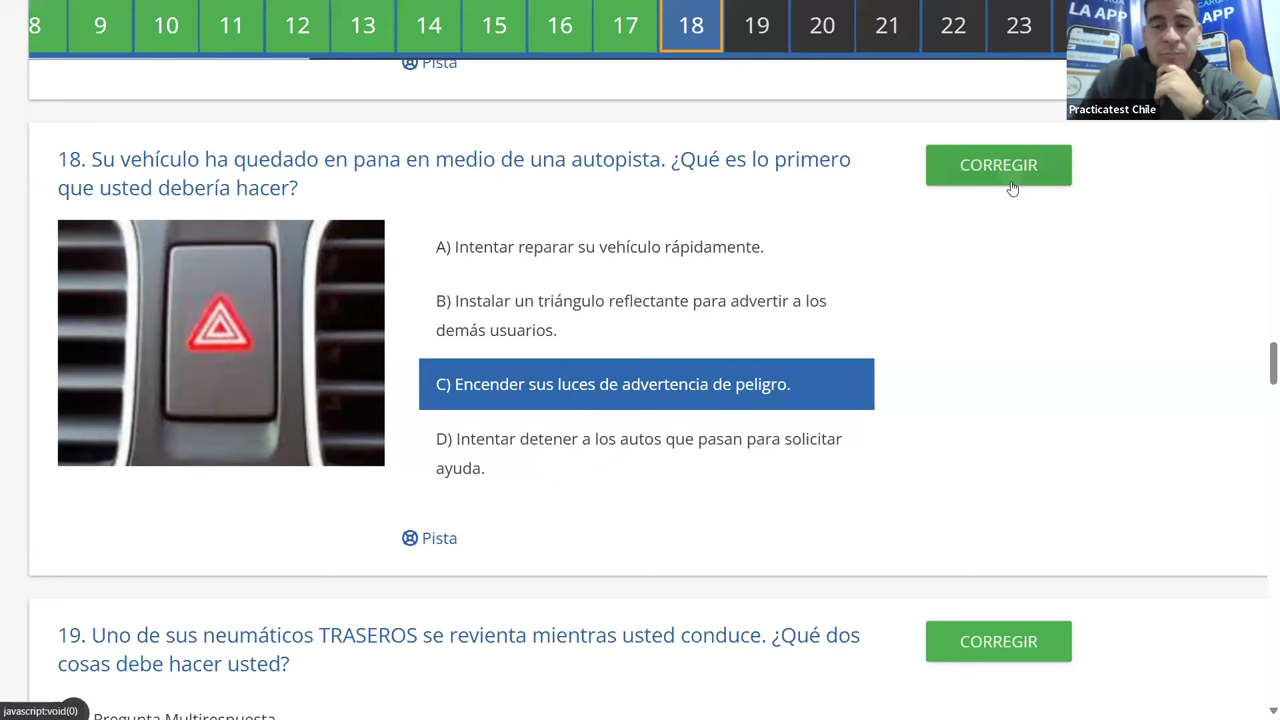 8 9 10 11 12 13 14 15 16 17 18 19 20 21 22 23
LA APP
APP
Practicatest Chile
Pista
18. Su vehículo ha quedado en pana en medio de una autopista. ¿Qué es lo primero
que usted debería hacer?
CORREGIR
A) Intentar reparar su vehículo rápidamente.
B) Instalar un triángulo reflectante para advertir a los
demás usuarios.
C) Encender sus luces de advertencia de peligro.
D) Intentar detener a los autos que pasan para solicitar
ayuda.
Pista
19. Uno de sus neumáticos TRASEROS se revienta mientras usted conduce. ¿Qué dos
cosas debe hacer usted?
CORREGIR
javascript:void(0)
Pregunta Multirespuesta